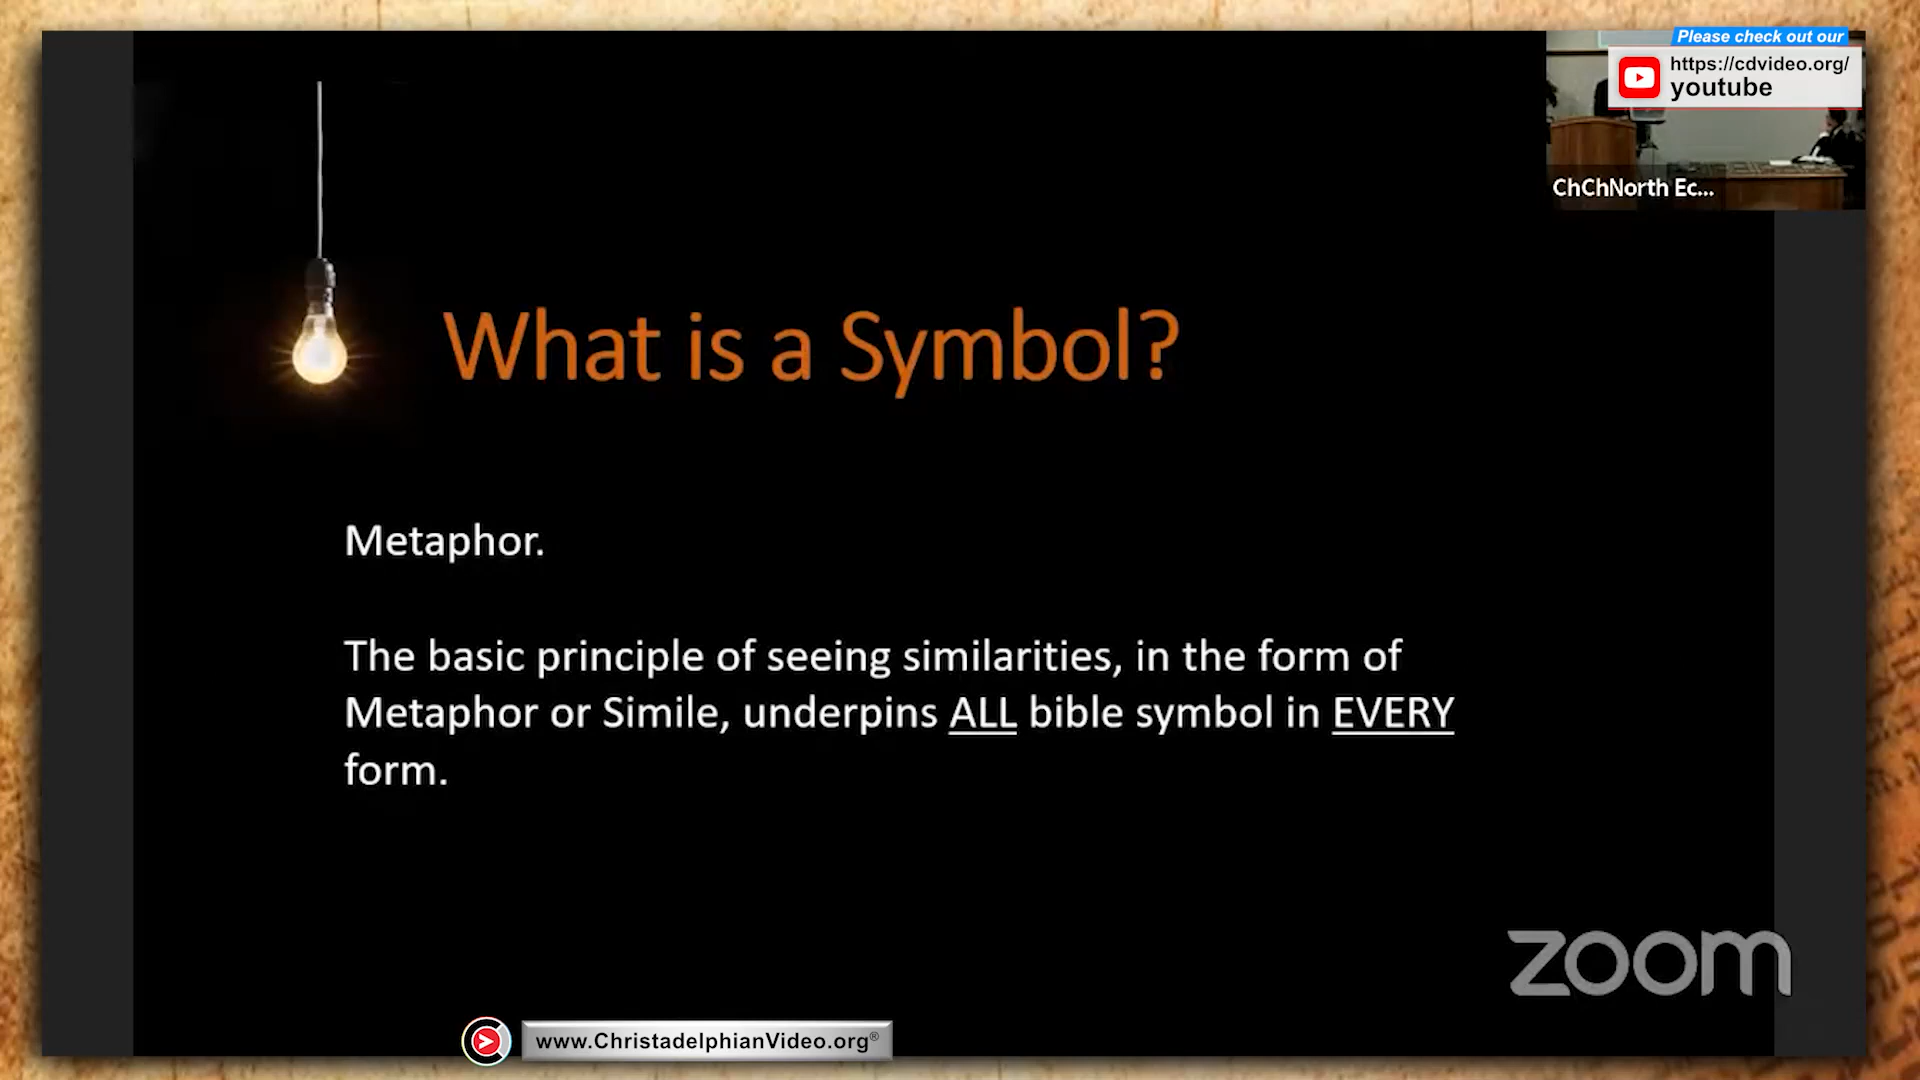 Please check out our
https://cdvideo.org/
youtube
ChChNorth Ec...
What is a Symbol?
Metaphor.
The basic principle of seeing similarities, in the form of
Metaphor or Simile, underpins ALL bible symbol in EVERY
form.
zoom
www.ChristadelphianVideo.org®